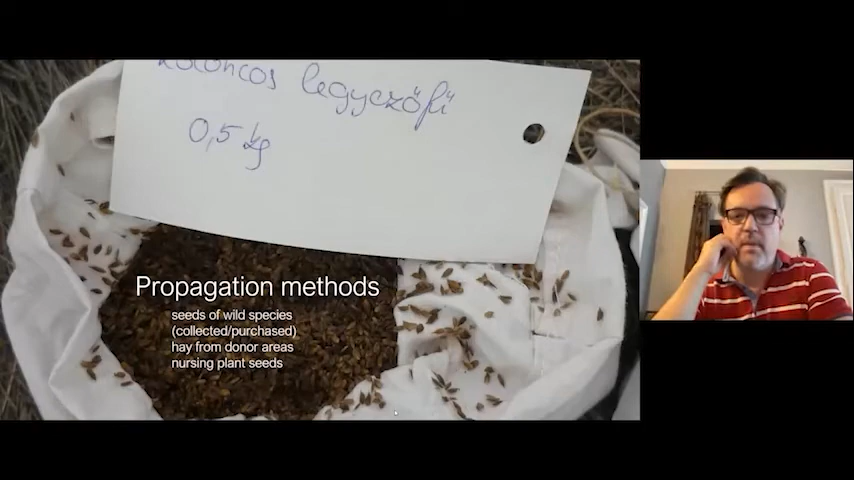 koloncos legyezőfű
0,5 kg
Propagation methods
seeds of wild species
(collected/purchased)
hay from donor areas
nursing plant seeds